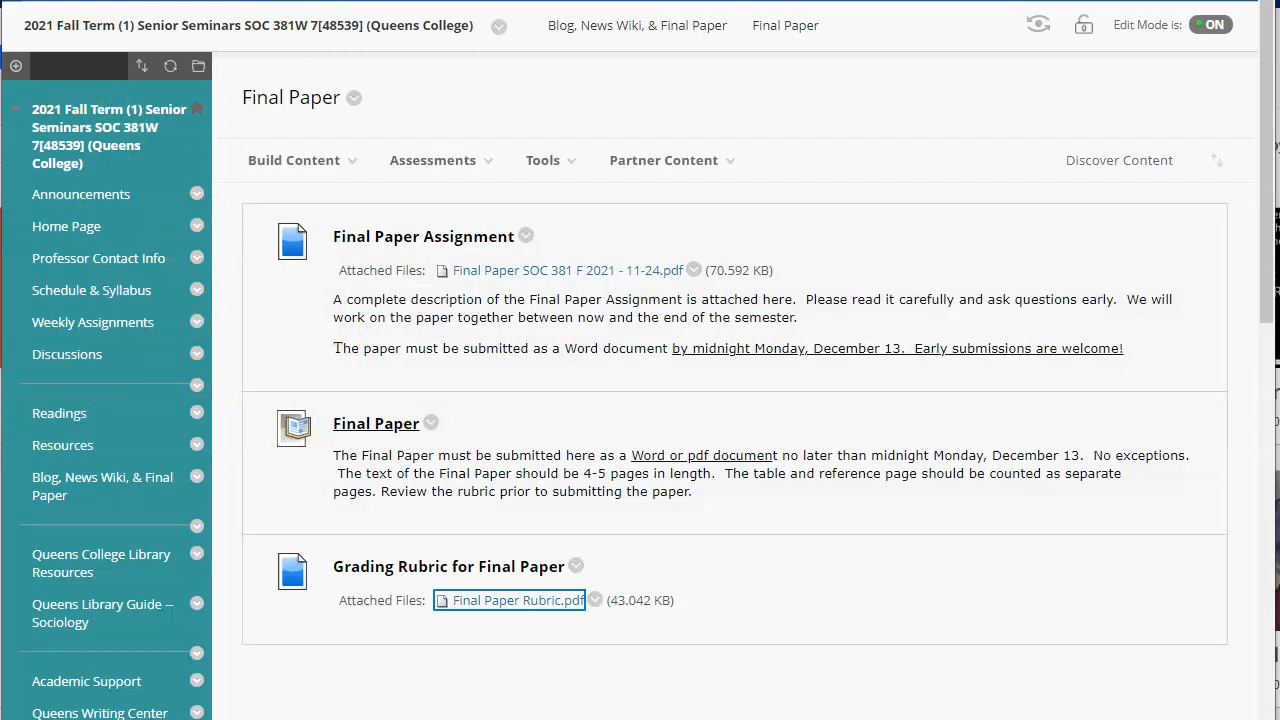 2021 Fall Term (1) Senior Seminars SOC 381W 7[48539] (Queens College)
Blog, News Wiki, & Final Paper
Final Paper
Edit Mode is:
ON
2021 Fall Term (1) Senior
Seminars SOC 381W
7[48539] (Queens
College)
Announcements
Home Page
Professor Contact Info
Schedule & Syllabus
Weekly Assignments
Discussions
Readings
Resources
Blog, News Wiki, & Final
Paper
Queens College Library
Resources
Queens Library Guide --
Sociology
Academic Support
Queens Writing Center
Final Paper
Build Content
Assessments
Tools
Partner Content
Discover Content
Final Paper Assignment
Attached Files: Final Paper SOC 381 F 2021 - 11-24.pdf (70.592 KB)
A complete description of the Final Paper Assignment is attached here. Please read it carefully and ask questions early. We will
work on the paper together between now and the end of the semester.
The paper must be submitted as a Word document by midnight Monday, December 13. Early submissions are welcome!
Final Paper
The Final Paper must be submitted here as a Word or pdf document no later than midnight Monday, December 13. No exceptions.
The text of the Final Paper should be 4-5 pages in length. The table and reference page should be counted as separate
pages. Review the rubric prior to submitting the paper.
Grading Rubric for Final Paper
Attached Files: Final Paper Rubric.pdf (43.042 KB)